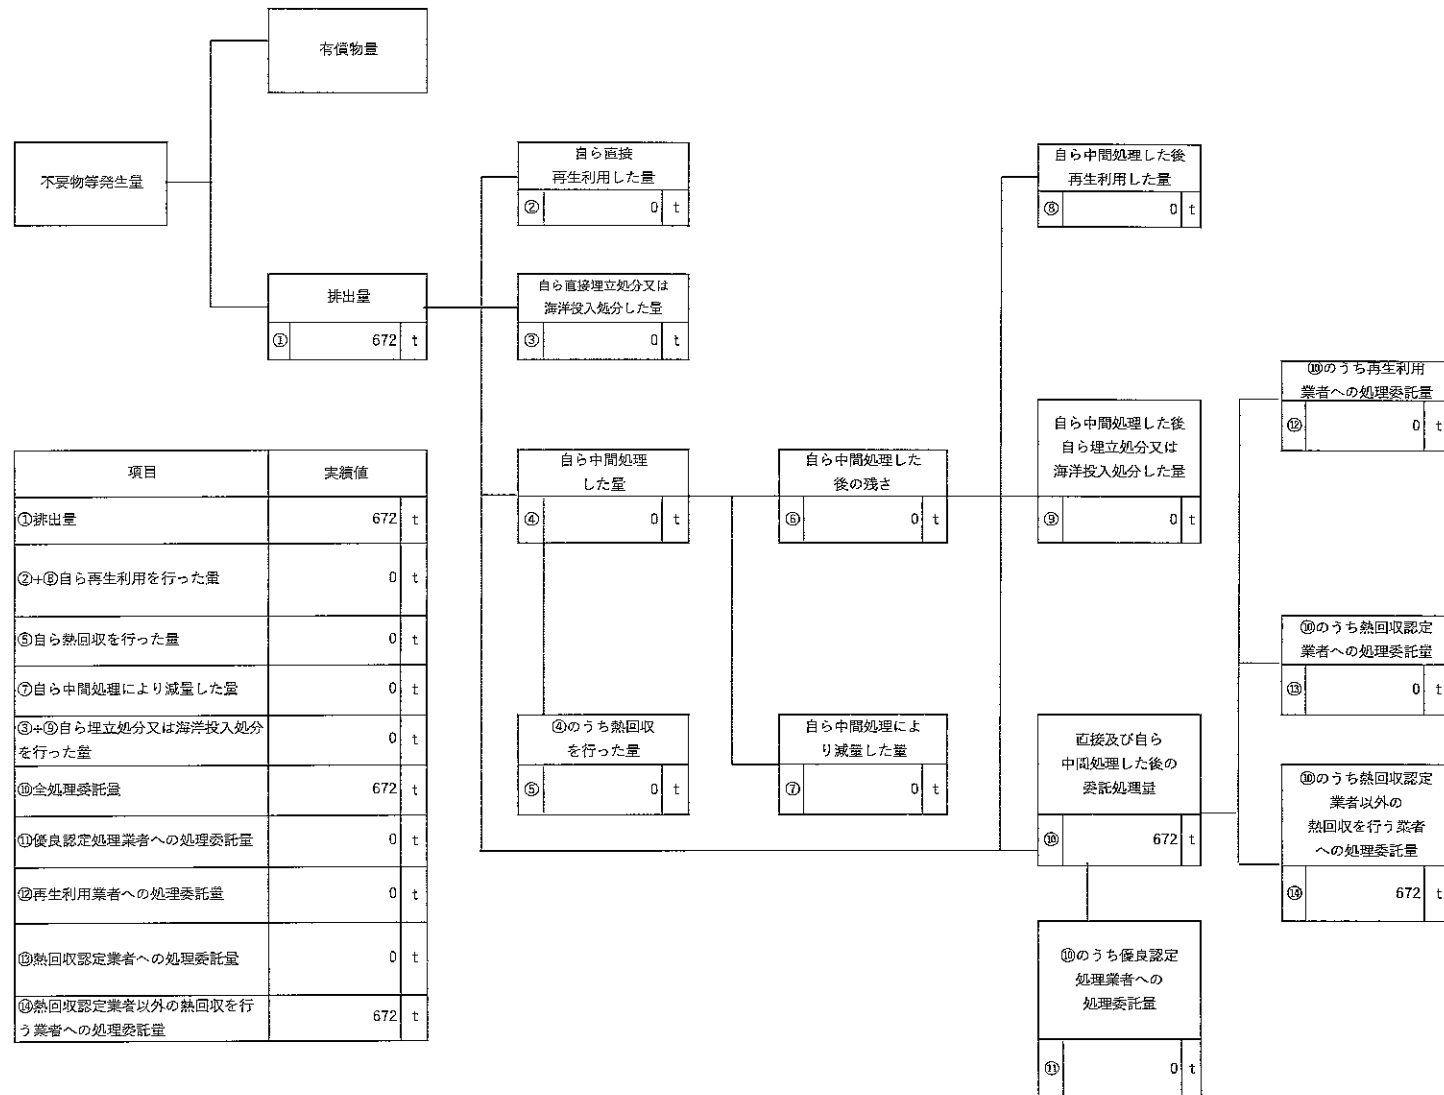 有償物量
不要物等発生量
排出量
① 672 t
自ら直接
再生利用した量
② 0 t
自ら直接埋立処分又は
海洋投入処分した量
③ 0 t
自ら中間処理
した量
④ 0 t
④のうち熱回収
を行った量
⑤ 0 t
自ら中間処理した
後の残さ
⑥ 0 t
自ら中間処理によ
り減量した量
⑦ 0 t
自ら中間処理した後
再生利用した量
⑧ 0 t
自ら中間処理した後
自ら埋立処分又は
海洋投入処分した量
⑨ 0 t
直接及び自ら
中間処理した後の
委託処理量
⑩ 672 t
⑩のうち優良認定
処理業者への
処理委託量
⑪ 0 t
⑩のうち再生利用
業者への処理委託量
⑫ 0 t
⑩のうち熱回収認定
業者への処理委託量
⑬ 0 t
⑩のうち熱回収認定
業者以外の
熱回収を行う業者
への処理委託量
⑭ 672 t
項目 実績値
①排出量 672 t
②+⑧自ら再生利用を行った量 0 t
⑤自ら熱回収を行った量 0 t
⑦自ら中間処理により減量した量 0 t
③+⑨自ら埋立処分又は海洋投入処分
を行った量 0 t
⑩全処理委託量 672 t
⑪優良認定処理業者への処理委託量 0 t
⑫再生利用業者への処理委託量 0 t
⑬熱回収認定業者への処理委託量 0 t
⑭熱回収認定業者以外の熱回収を行
う業者への処理委託量 672 t